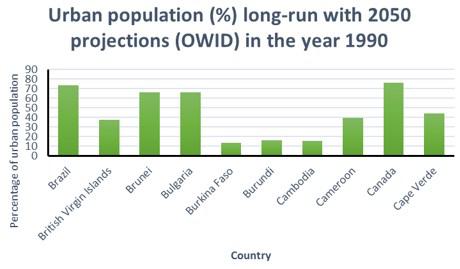 Urban population (%) long-run with 2050
projections (OWID) in the year 1990
Percentage of urban population
90
80
70
60
50
40
30
20
10
0
Brazil
British Virgin Islands
Brunei
Bulgaria
Burkina Faso
Burundi
Cambodia
Cameroon
Canada
Cape Verde
Country